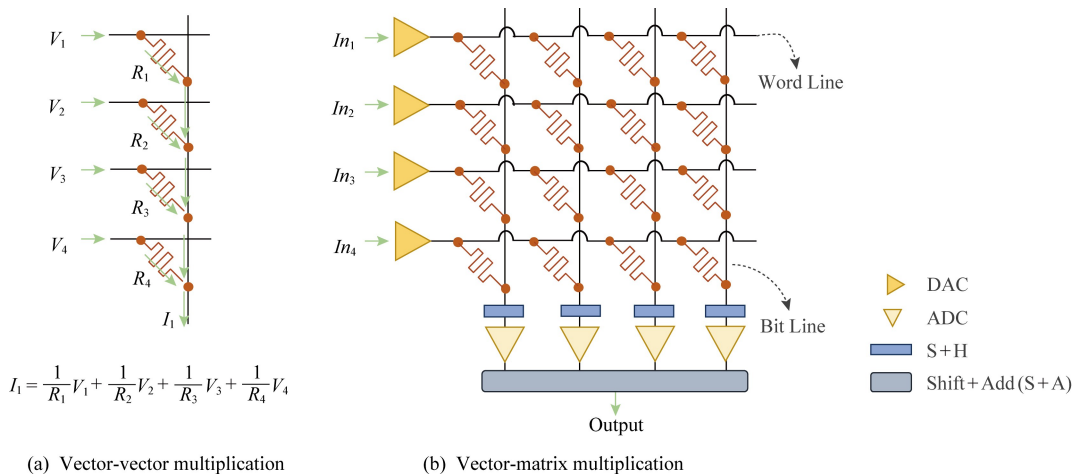 V1
R1
V2
R2
V3
R3
V4
R4
I1
I1 = 1/R1 V1 + 1/R2 V2 + 1/R3 V3 + 1/R4 V4
(a) Vector-vector multiplication
In1
Word Line
In2
In3
In4
Bit Line
Output
DAC
ADC
S+H
Shift+Add (S+A)
(b) Vector-matrix multiplication